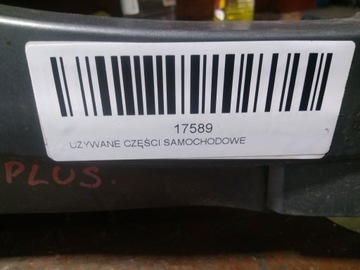 17589
UŻYWANE CZĘŚCI SAMOCHODOWE
PLUS.